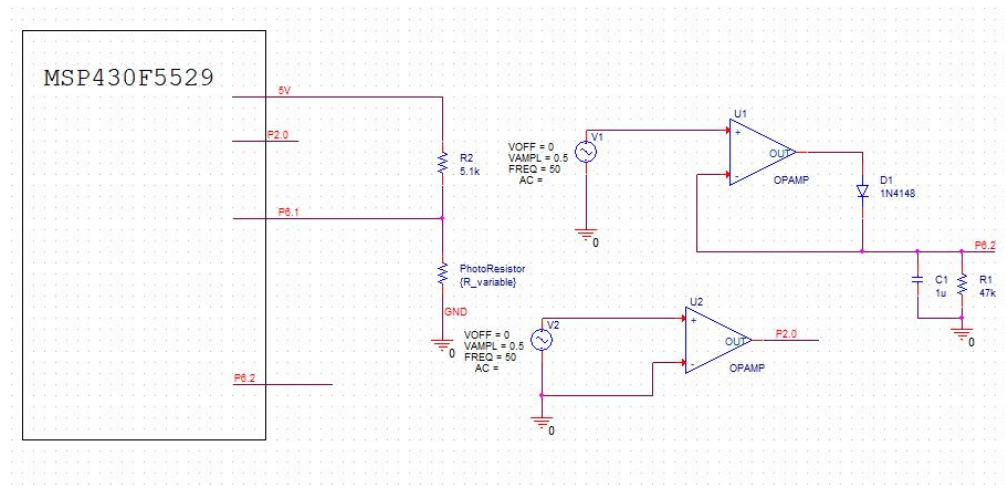 MSP430F5529
5V
P2.0
P6.1
P6.2
R2
5.1k
PhotoResistor
{R_variable}
GND
0
V1
VOFF = 0
VAMPL = 0.5
FREQ = 50
AC =
0
U1
+
-
OUT
OPAMP
D1
1N4148
P6.2
C1
1u
R1
47k
0
V2
VOFF = 0
VAMPL = 0.5
FREQ = 50
AC =
0
U2
+
-
OUT
OPAMP
P2.0